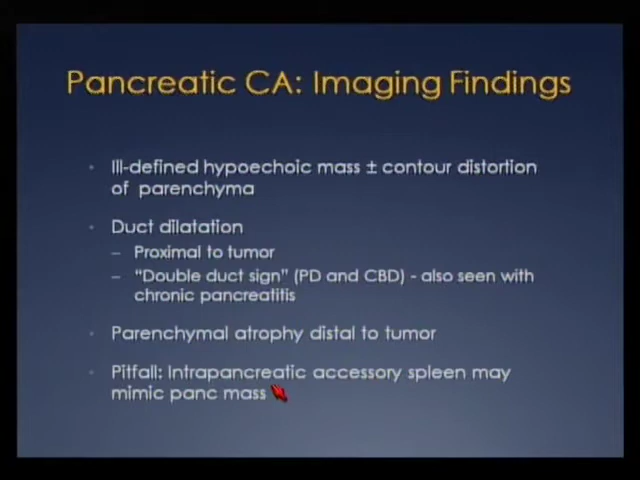 Pancreatic CA: Imaging Findings
• Ill-defined hypoechoic mass ± contour distortion
of parenchyma
• Duct dilatation
– Proximal to tumor
– “Double duct sign” (PD and CBD) - also seen with
chronic pancreatitis
• Parenchymal atrophy distal to tumor
• Pitfall: Intrapancreatic accessory spleen may
mimic panc mass